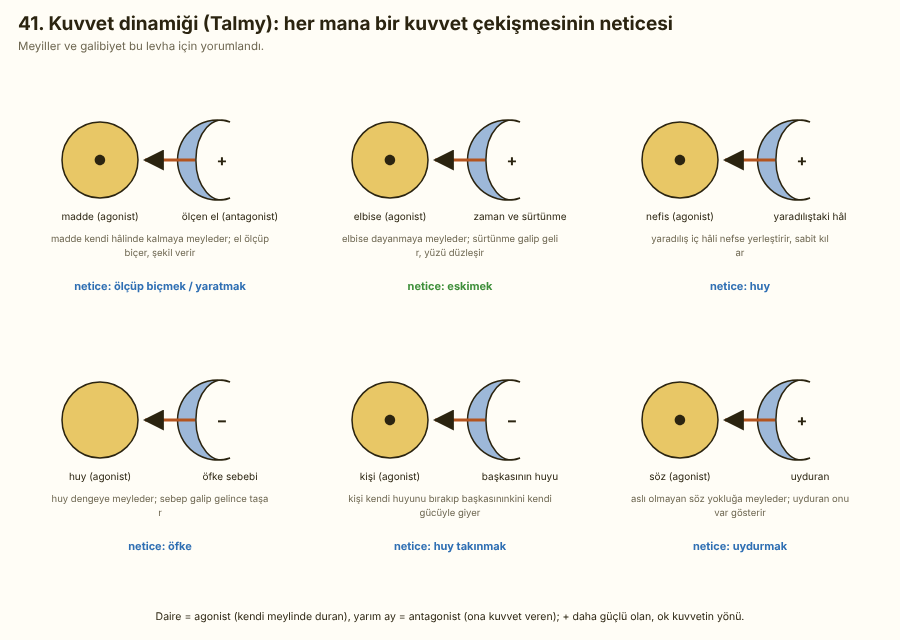 41. Kuvvet dinamiği (Talmy): her mana bir kuvvet çekişmesinin neticesi
Meyiller ve galibiyet bu levha için yorumlandı.
+
+
+
madde (agonist)
ölçen el (antagonist)
elbise (agonist)
zaman ve sürtünme
nefis (agonist)
yaradılıştaki hâl
madde kendi hâlinde kalmaya meyleder; el ölçüp
biçer, şekil verir
elbise dayanmaya meyleder; sürtünme galip geli
r, yüzü düzleşir
yaradılış iç hâli nefse yerleştirir, sabit kıl
ar
netice: ölçüp biçmek / yaratmak
netice: eskimek
netice: huy
–
–
+
huy (agonist)
öfke sebebi
kişi (agonist)
başkasının huyu
söz (agonist)
uyduran
huy dengeye meyleder; sebep galip gelince taşa
r
kişi kendi huyunu bırakıp başkasınınkini kendi
gücüyle giyer
aslı olmayan söz yokluğa meyleder; uyduran onu
var gösterir
netice: öfke
netice: huy takınmak
netice: uydurmak
Daire = agonist (kendi meylinde duran), yarım ay = antagonist (ona kuvvet veren); + daha güçlü olan, ok kuvvetin yönü.